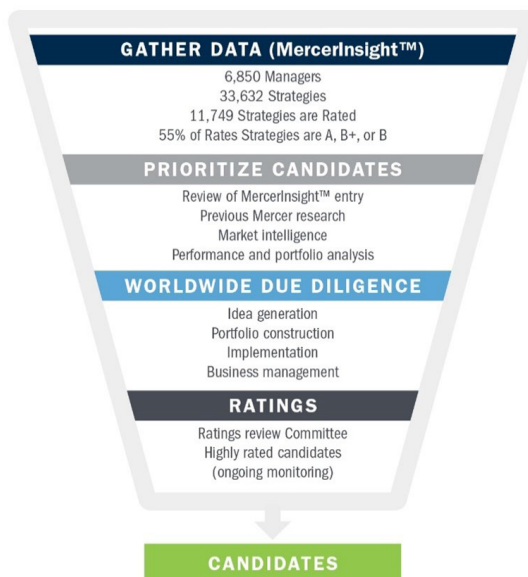 GATHER DATA (MercerInsight™)
6,850 Managers
33,632 Strategies
11,749 Strategies are Rated
55% of Rates Strategies are A, B+, or B
PRIORITIZE CANDIDATES
Review of MercerInsight™ entry
Previous Mercer research
Market intelligence
Performance and portfolio analysis
WORLDWIDE DUE DILIGENCE
Idea generation
Portfolio construction
Implementation
Business management
RATINGS
Ratings review Committee
Highly rated candidates
(ongoing monitoring)
CANDIDATES